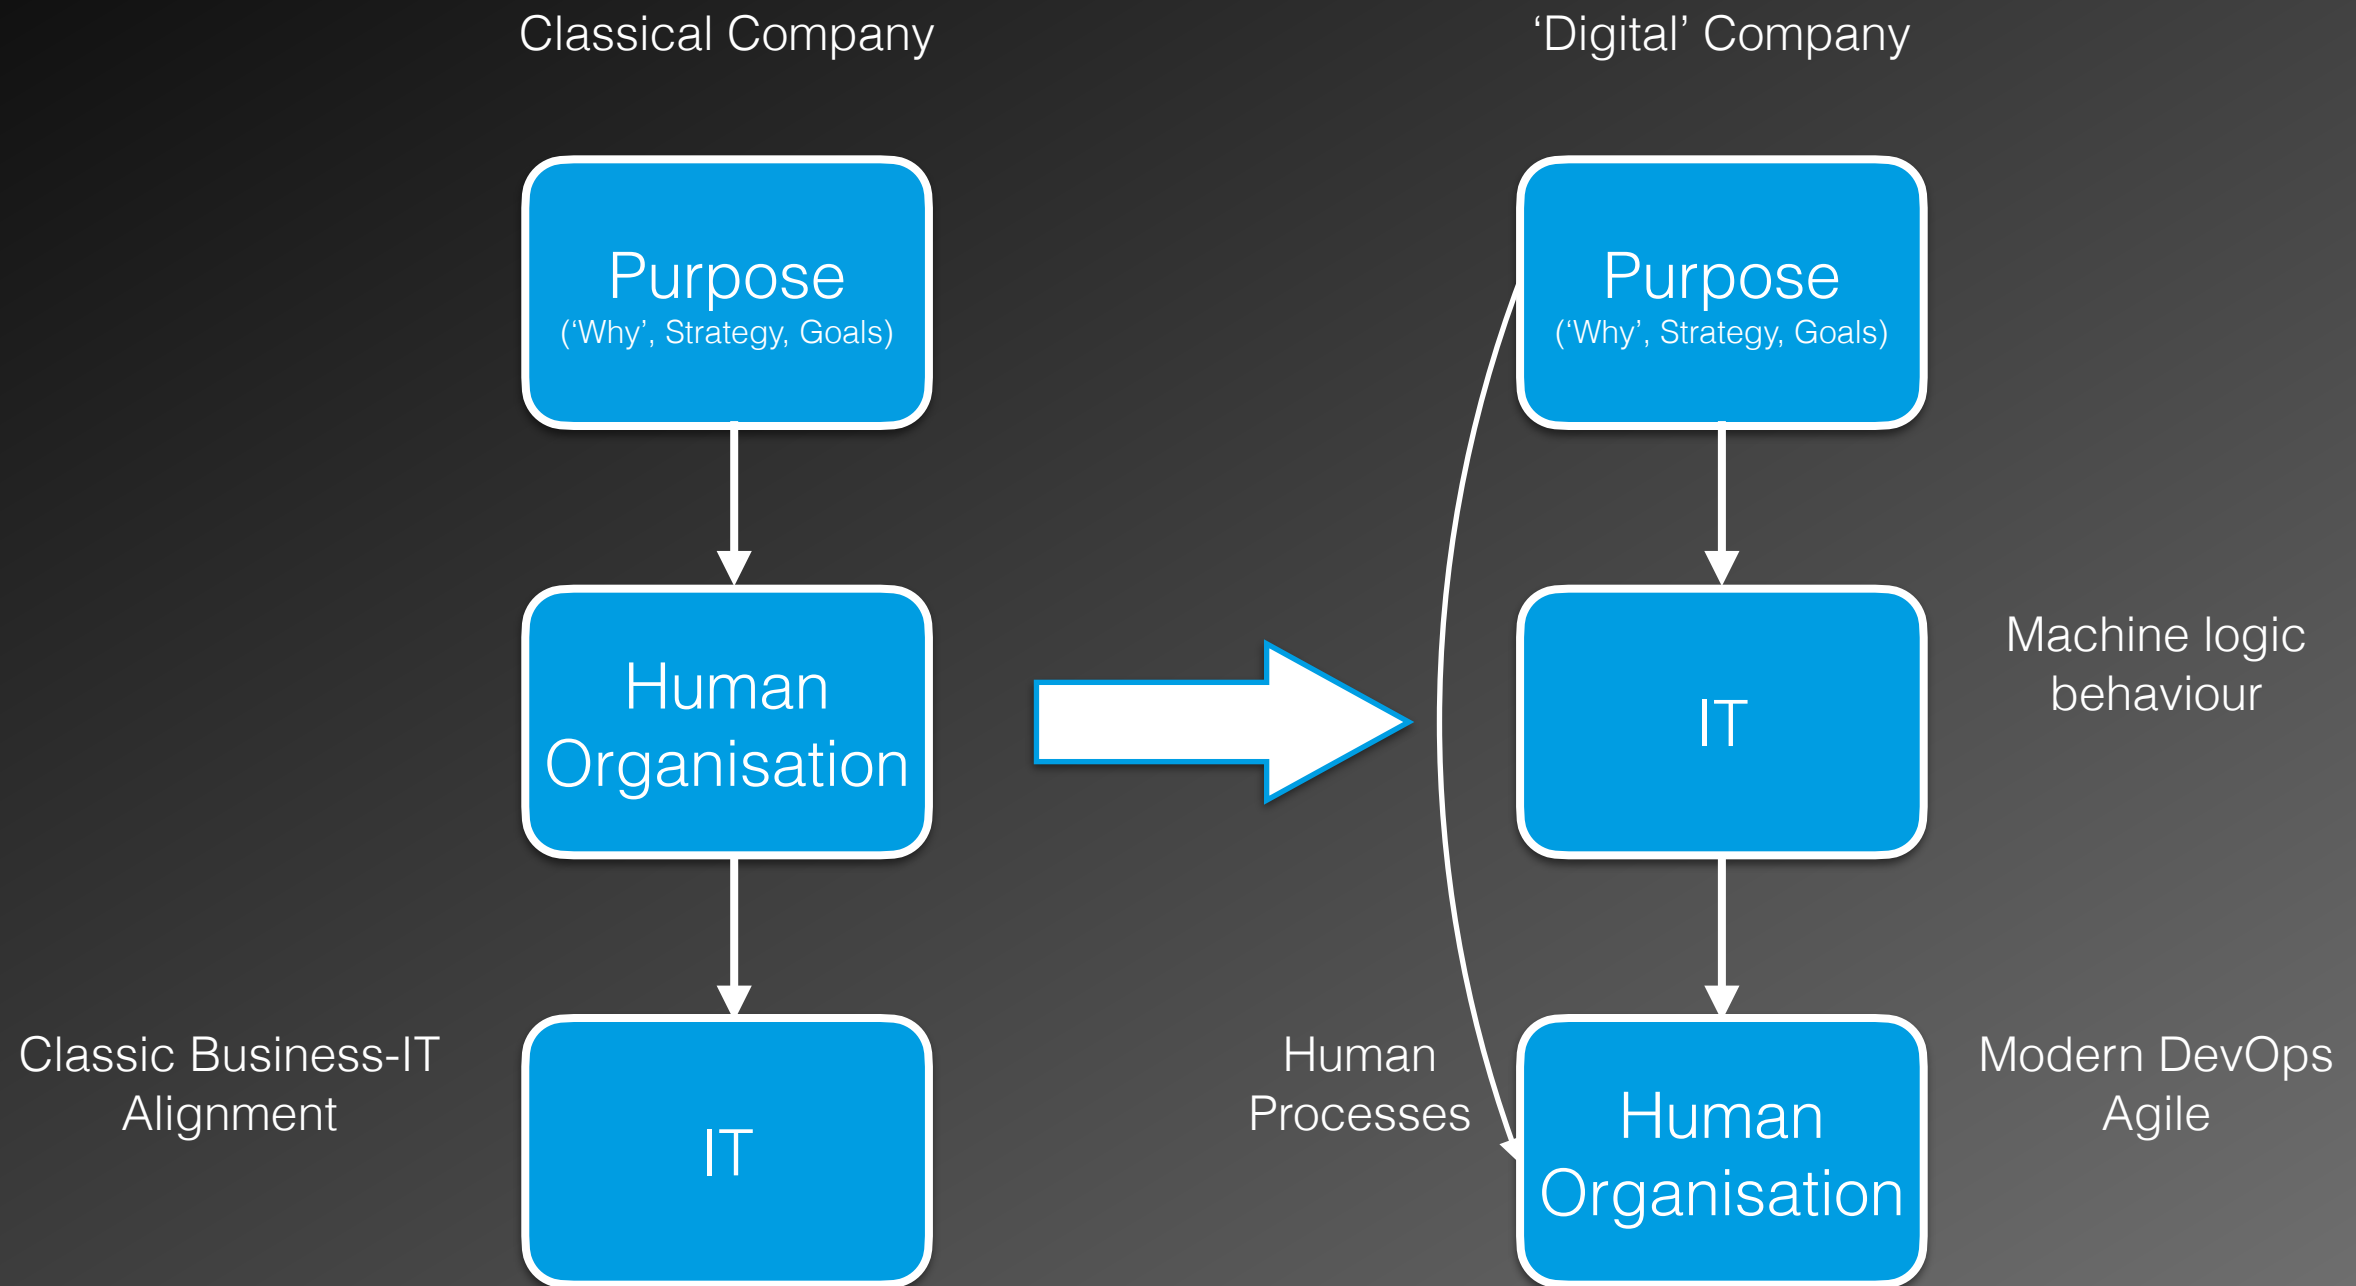 Classical Company
‘Digital’ Company
Purpose
(‘Why’, Strategy, Goals)
Purpose
(‘Why’, Strategy, Goals)
Human
Organisation
IT
Machine logic
behaviour
Classic Business-IT
Alignment
IT
Human
Processes
Human
Organisation
Modern DevOps
Agile